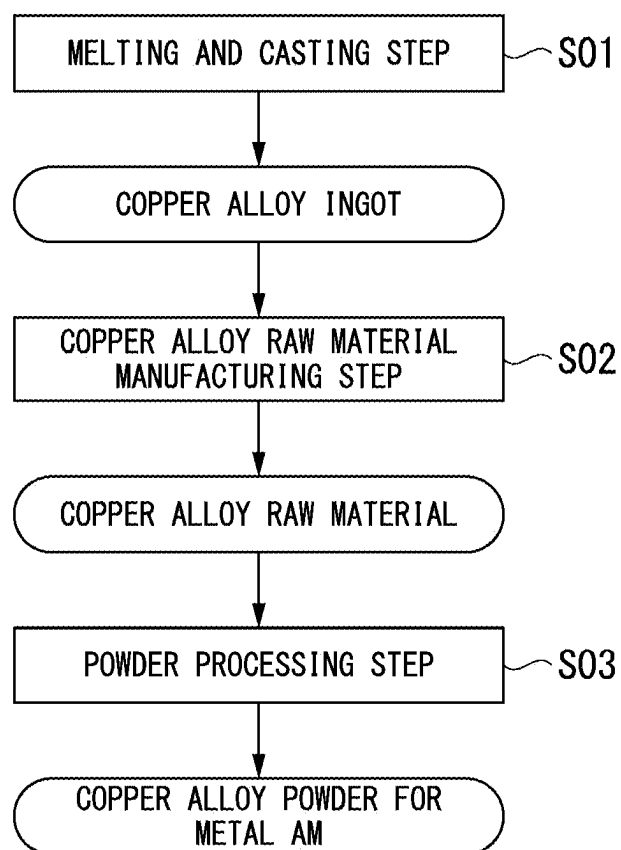 MELTING AND CASTING STEP S01
COPPER ALLOY INGOT
COPPER ALLOY RAW MATERIAL
MANUFACTURING STEP S02
COPPER ALLOY RAW MATERIAL
POWDER PROCESSING STEP S03
COPPER ALLOY POWDER FOR
METAL AM